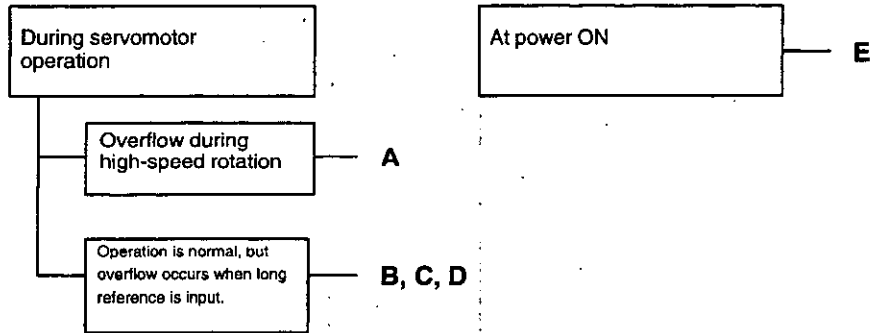 During servomotor
operation
At power ON
E
Overflow during
high-speed rotation
A
Operation is normal, but
overflow occurs when long
reference is input.
B, C, D